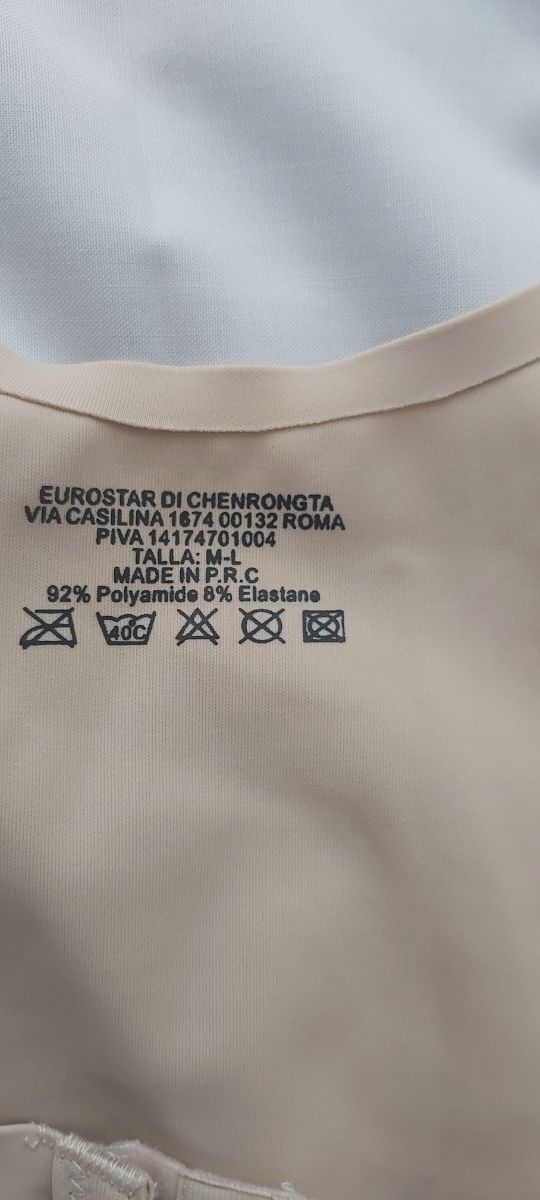 EUROSTAR DI CHENRONGTA
VIA CASILINA 1674 00132 ROMA
PIVA 14174701004
TALLA: M-L
MADE IN P.R.C
92% Polyamide 8% Elastane
40C